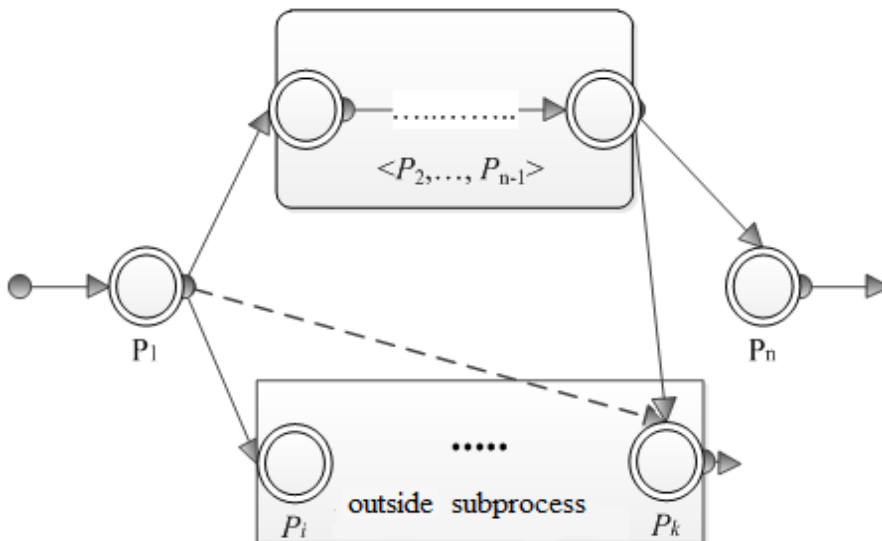 ..............
<P2,…, Pn-1>
P1
Pn
•••••
outside subprocess
Pi
Pk